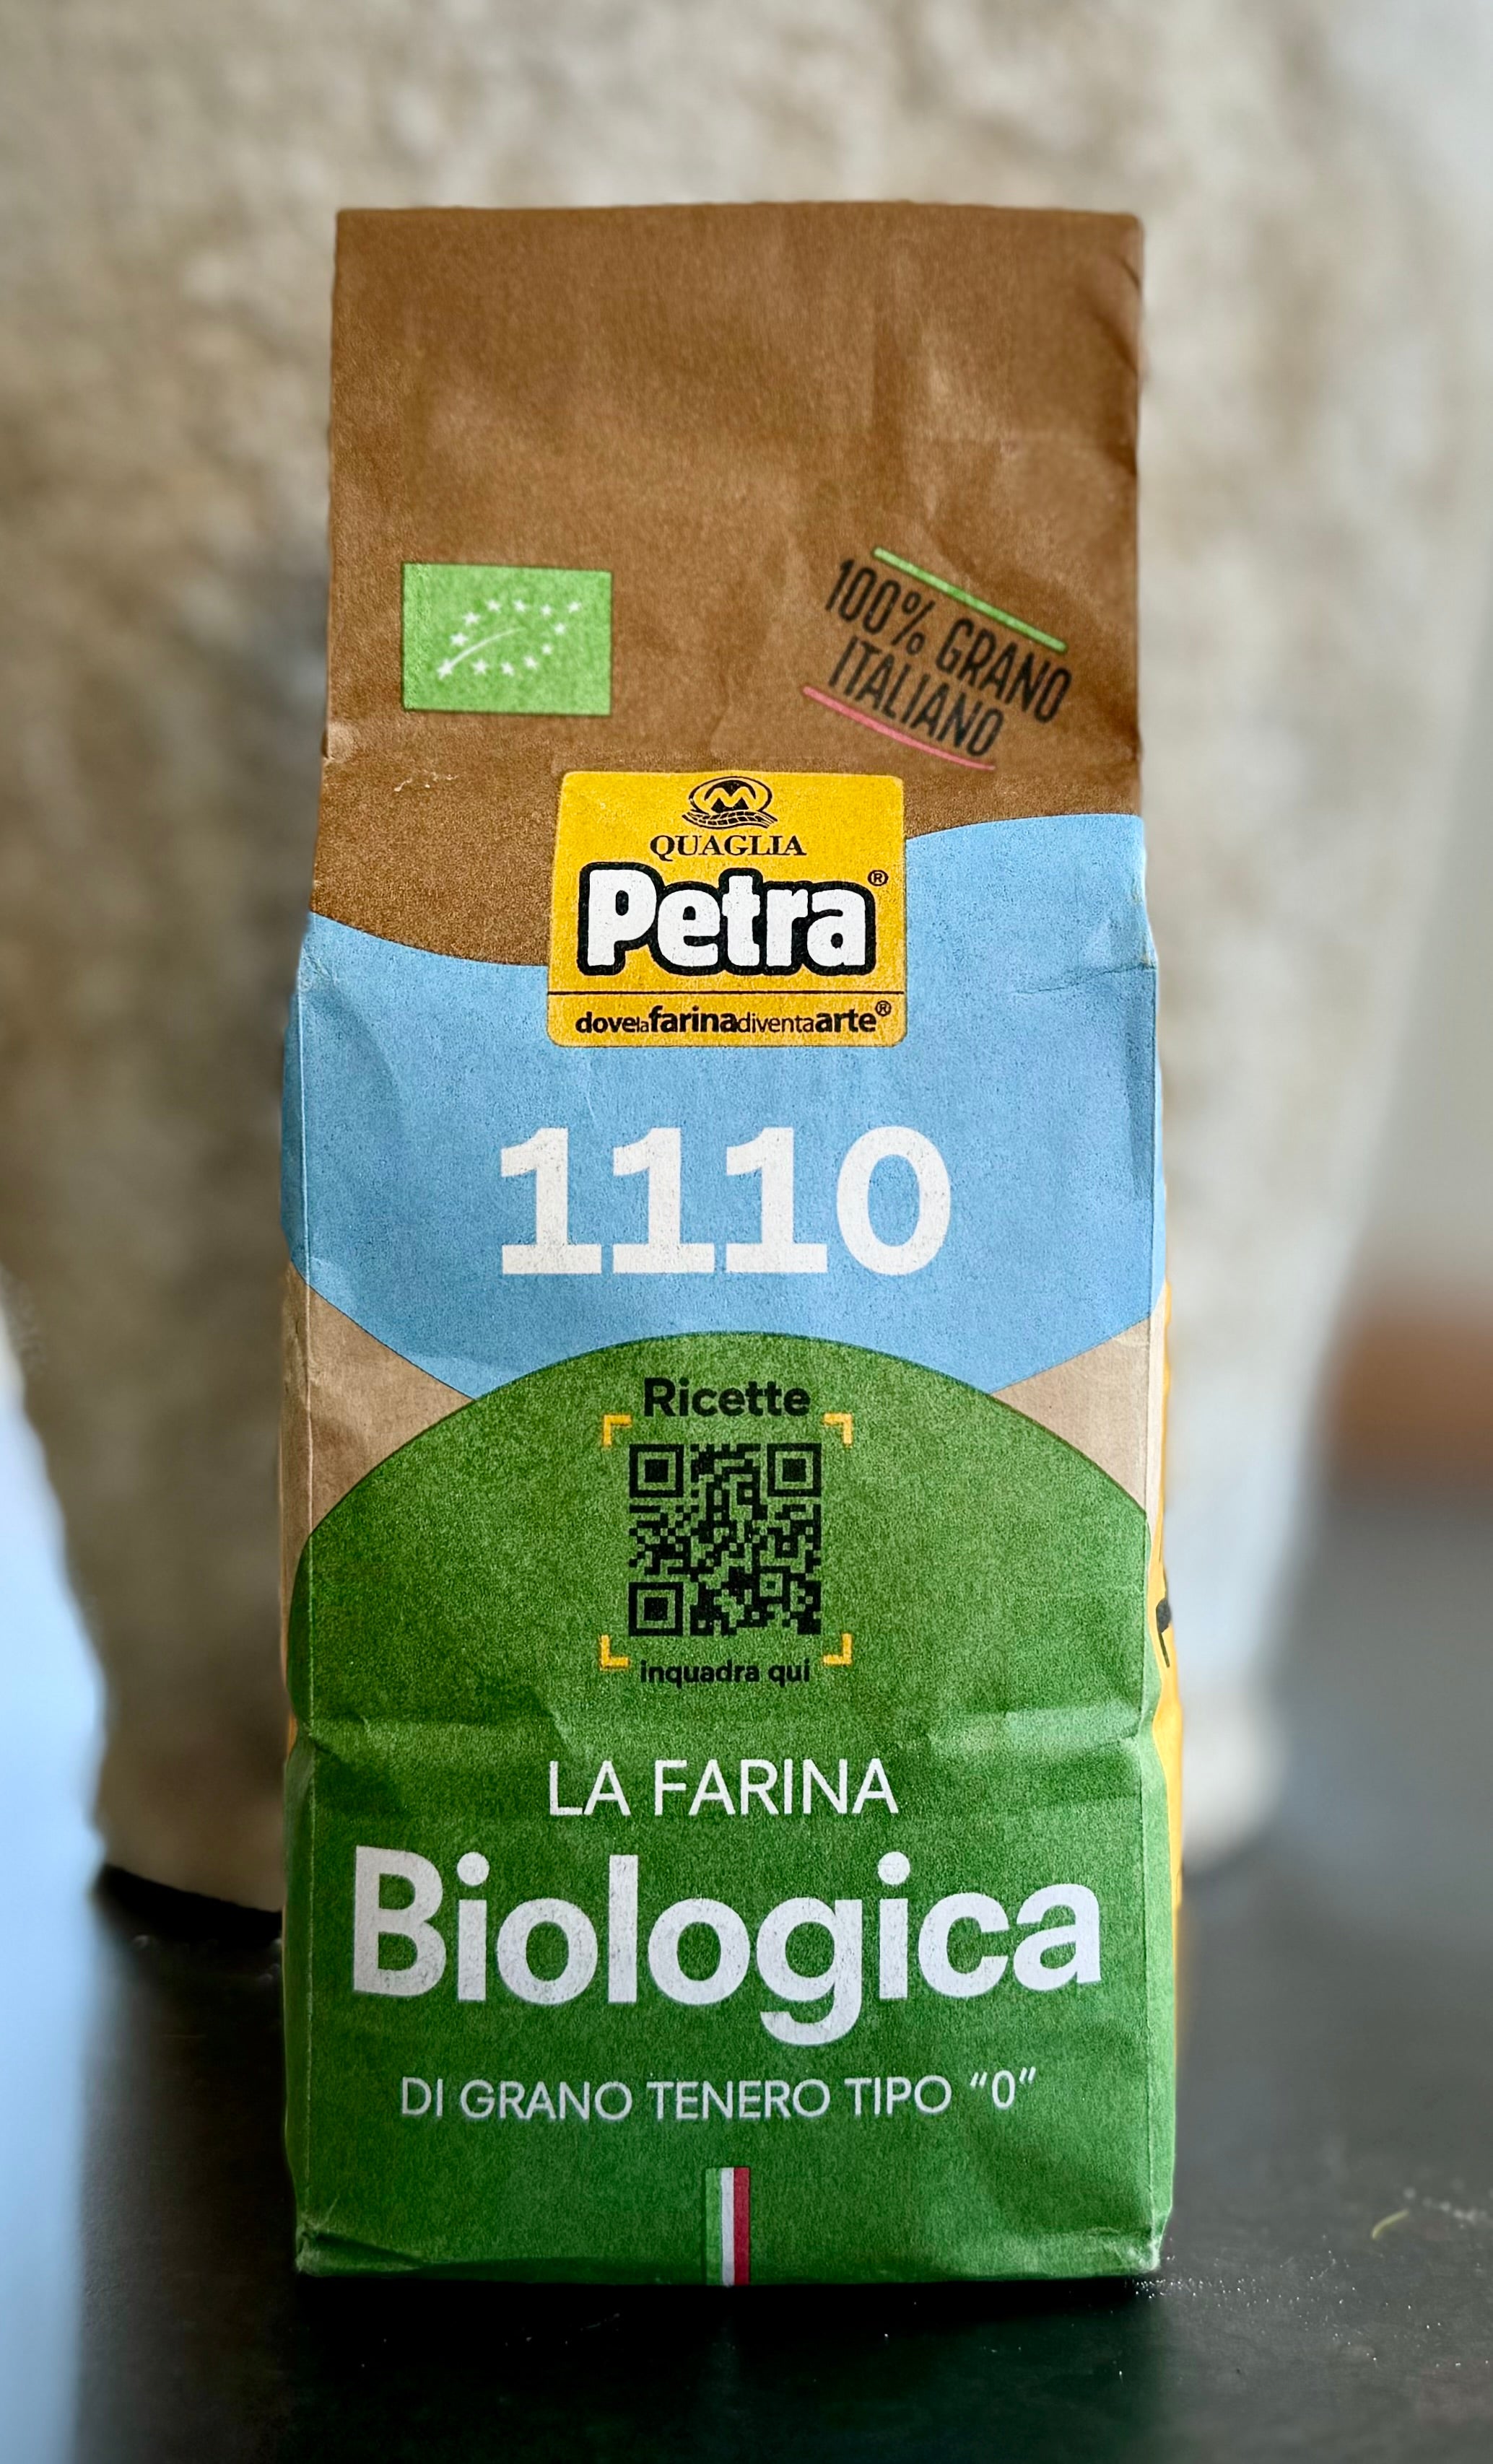 100% GRANO
ITALIANO
QUAGLIA
Petra®
dovelafarinadiventaarte®
1110
Ricette
inquadra qui
LA FARINA
Biologica
DI GRANO TENERO TIPO “0”